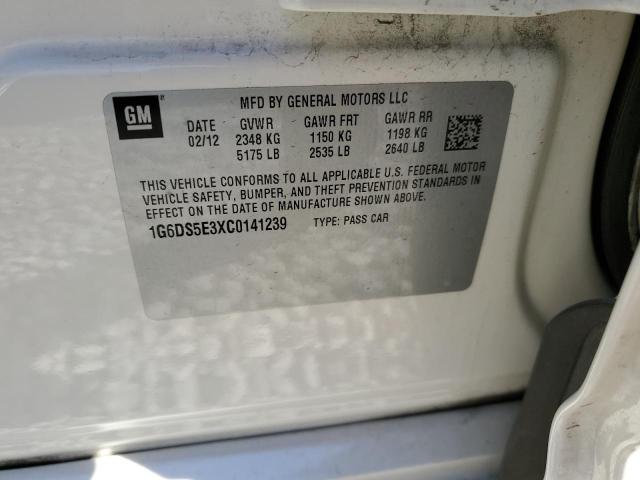 GM
MFD BY GENERAL MOTORS LLC
DATE GVWR GAWR FRT GAWR RR
02/12 2348 KG 1150 KG 1198 KG
5175 LB 2535 LB 2640 LB
THIS VEHICLE CONFORMS TO ALL APPLICABLE U.S. FEDERAL MOTOR
VEHICLE SAFETY, BUMPER, AND THEFT PREVENTION STANDARDS IN
EFFECT ON THE DATE OF MANUFACTURE SHOWN ABOVE.
1G6DS5E3XC0141239 TYPE: PASS CAR